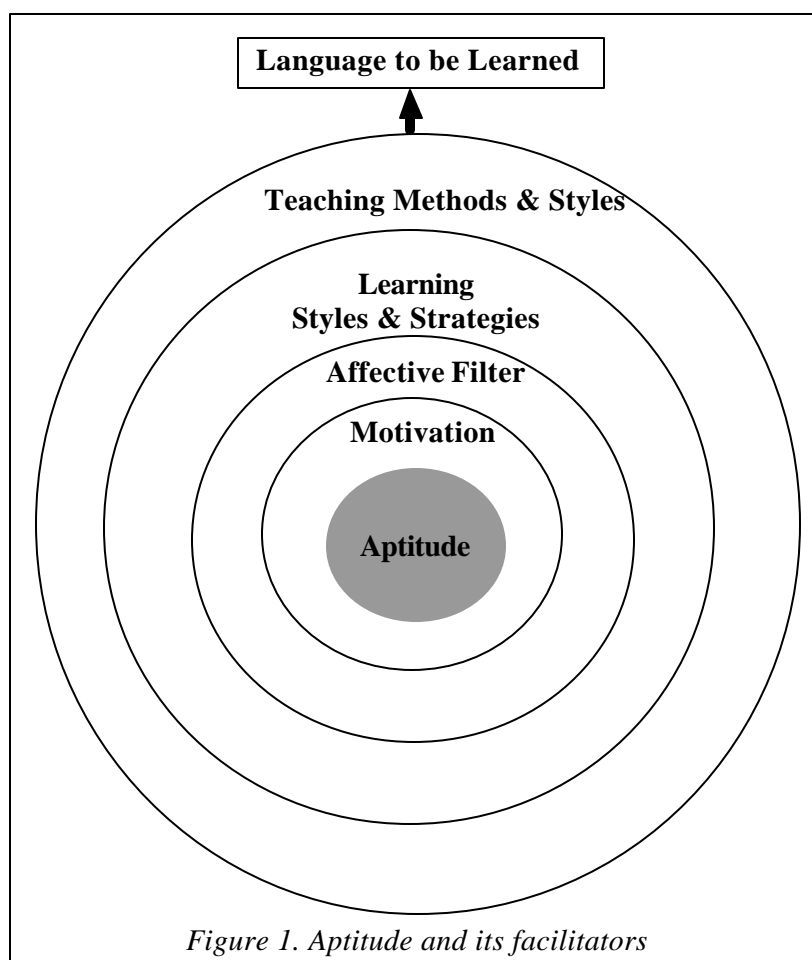 Language to be Learned
Teaching Methods & Styles
Learning
Styles & Strategies
Affective Filter
Motivation
Aptitude
Figure 1. Aptitude and its facilitators